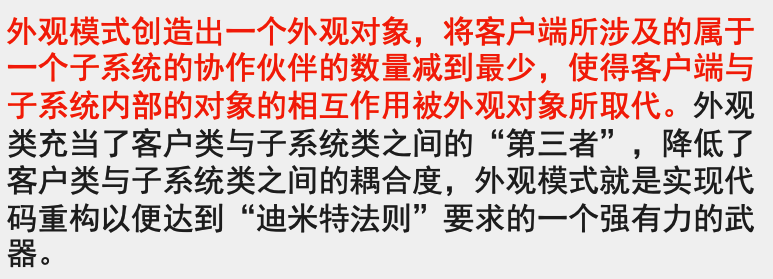 外观模式创造出一个外观对象，将客户端所涉及的属于
一个子系统的协作伙伴的数量减到最少，使得客户端与
子系统内部的对象的相互作用被外观对象所取代。外观
类充当了客户类与子系统类之间的“第三者”，降低了
客户类与子系统类之间的耦合度，外观模式就是实现代
码重构以便达到“迪米特法则”要求的一个强有力的武
器。